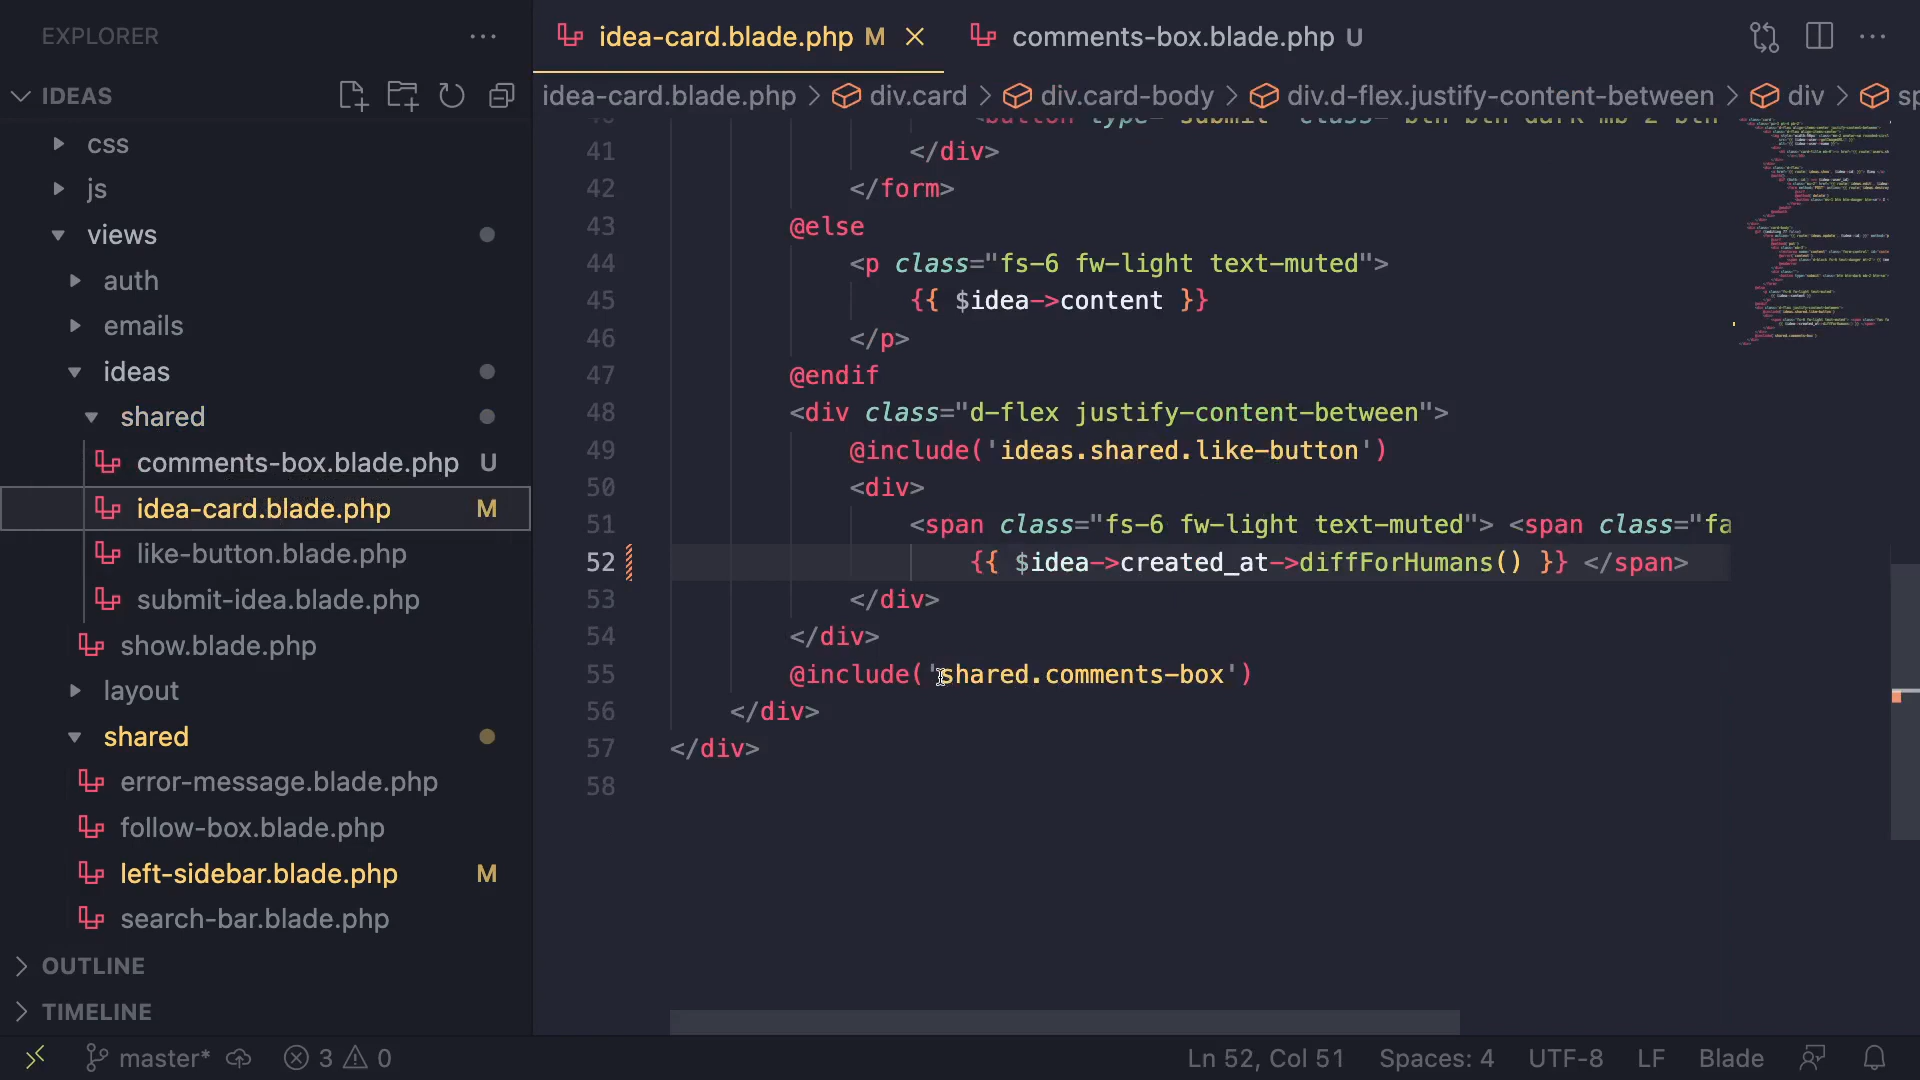 EXPLORER
IDEAS
css
js
views
auth
emails
ideas
shared
comments-box.blade.php U
idea-card.blade.php M
like-button.blade.php
submit-idea.blade.php
show.blade.php
layout
shared
error-message.blade.php
follow-box.blade.php
left-sidebar.blade.php M
search-bar.blade.php
OUTLINE
TIMELINE
idea-card.blade.php M
comments-box.blade.php U
idea-card.blade.php > div.card > div.card-body > div.d-flex.justify-content-between > div > sp
41 </div>
42 </form>
43 @else
44 <p class="fs-6 fw-light text-muted">
45 {{ $idea->content }}
46 </p>
47 @endif
48 <div class="d-flex justify-content-between">
49 @include('ideas.shared.like-button')
50 <div>
51 <span class="fs-6 fw-light text-muted"> <span class="fa
52 {{ $idea->created_at->diffForHumans() }} </span>
53 </div>
54 </div>
55 @include('shared.comments-box')
56 </div>
57 </div>
58
master* 3 0
Ln 52, Col 51 Spaces: 4 UTF-8 LF Blade